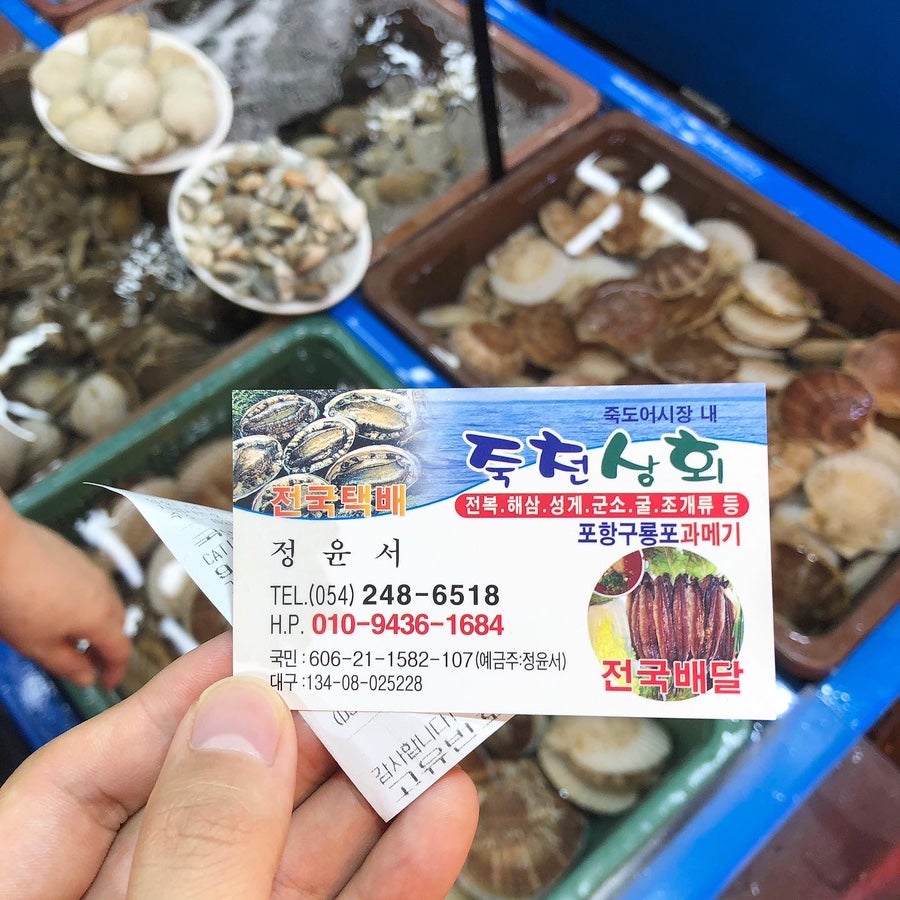 죽도어시장 내
죽천상회
전국택배
전복.해삼.성게.군소.굴.조개류 등
포항구룡포과메기
정 윤 서
TEL.(054) 248-6518
H.P. 010-9436-1684
국민 : 606-21-1582-107(예금주:정윤서)
대구 :134-08-025228
전국배달
감사합니다